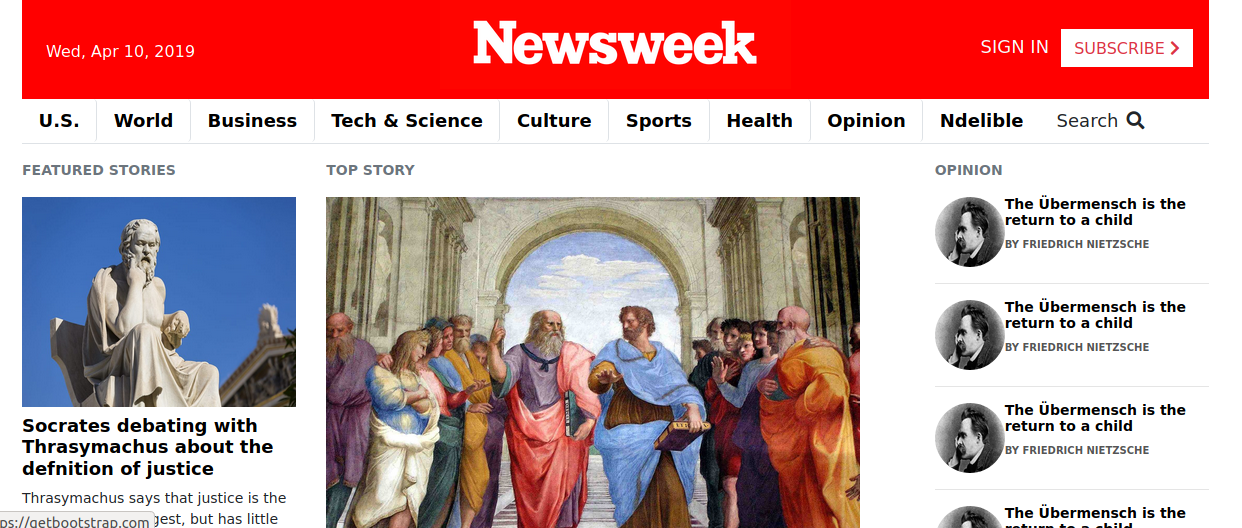 Wed, Apr 10, 2019
Newsweek
SIGN IN
SUBSCRIBE
U.S. World Business Tech & Science Culture Sports Health Opinion Ndelible Search
FEATURED STORIES
Socrates debating with
Thrasymachus about the
defnition of justice
Thrasymachus says that justice is the
gest, but has little
TOP STORY
OPINION
The Übermensch is the
return to a child
BY FRIEDRICH NIETZSCHE
The Übermensch is the
return to a child
BY FRIEDRICH NIETZSCHE
The Übermensch is the
return to a child
BY FRIEDRICH NIETZSCHE
The Übermensch is the
return to a child
ps://getbootstrap.com